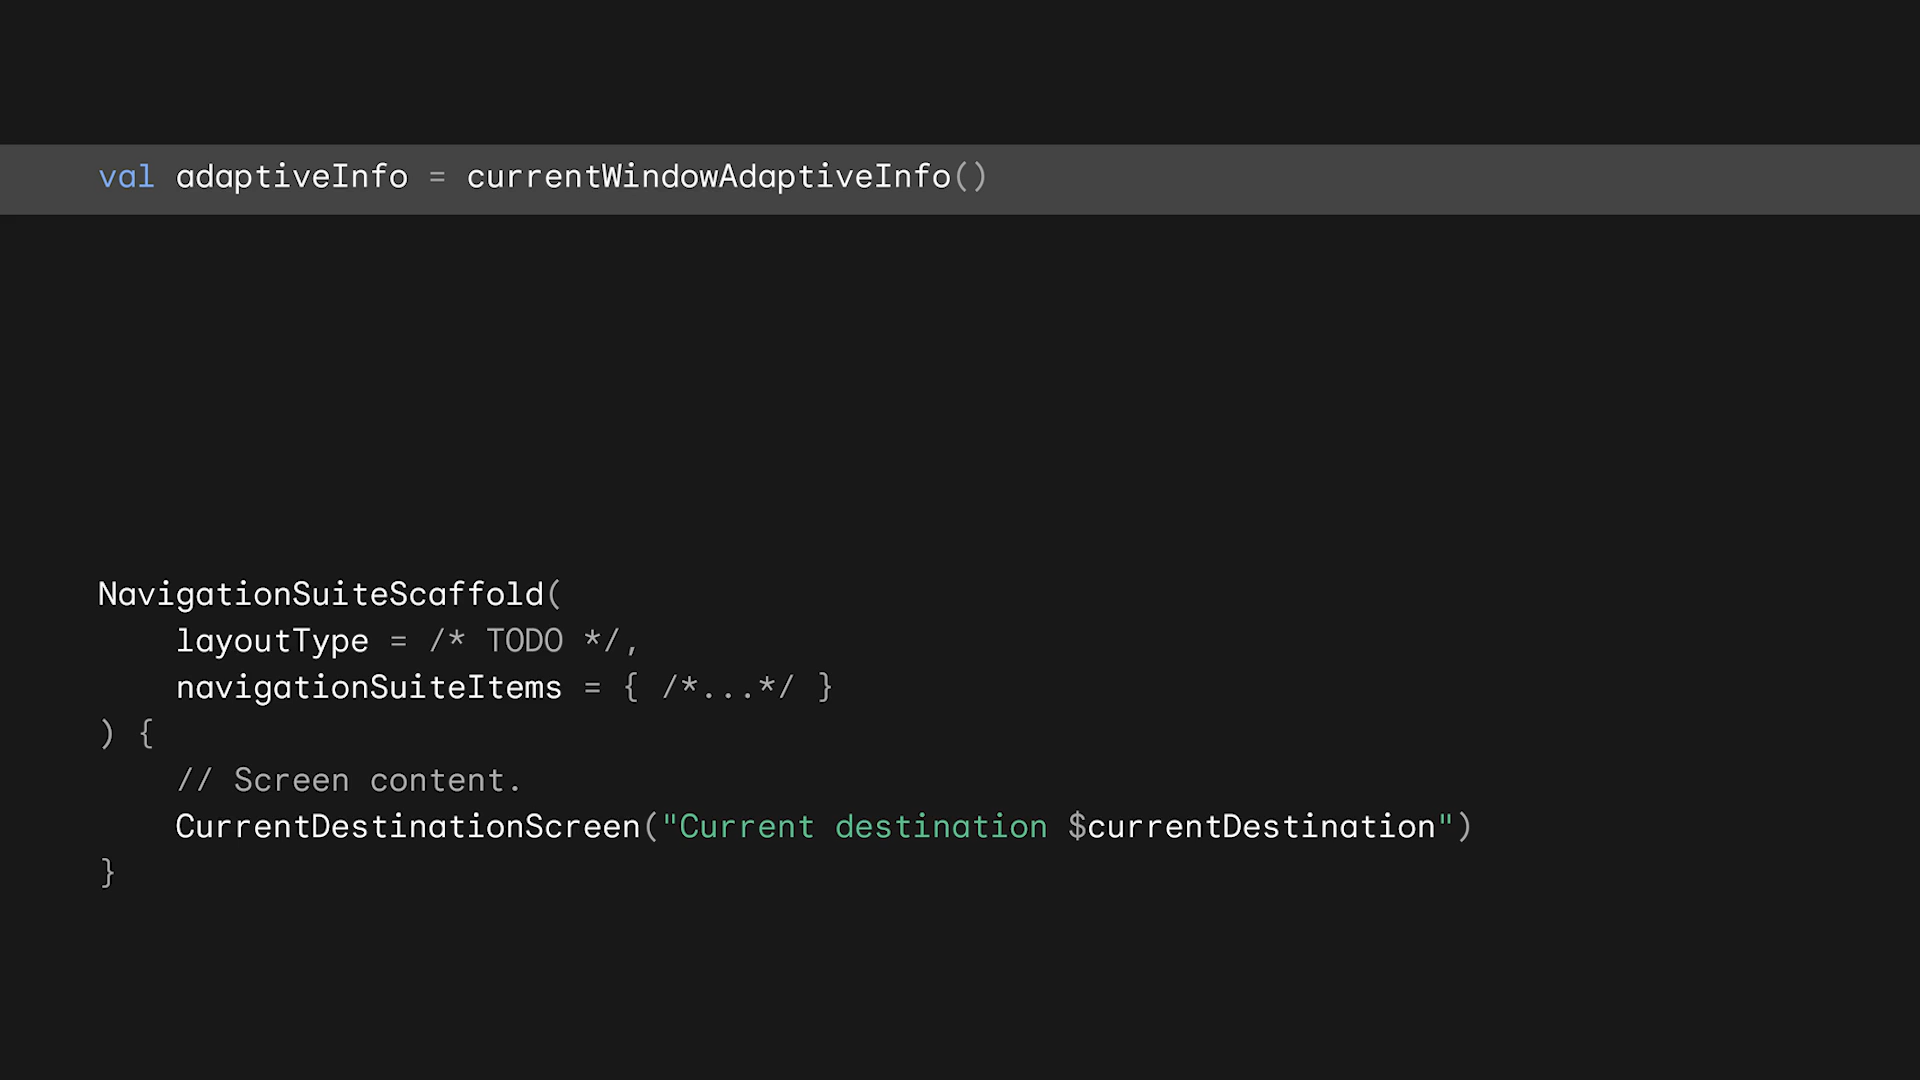 val adaptiveInfo = currentWindowAdaptiveInfo()
NavigationSuiteScaffold(
    layoutType = /* TODO */,
    navigationSuiteItems = { /*...*/ }
) {
    // Screen content.
    CurrentDestinationScreen("Current destination $currentDestination")
}